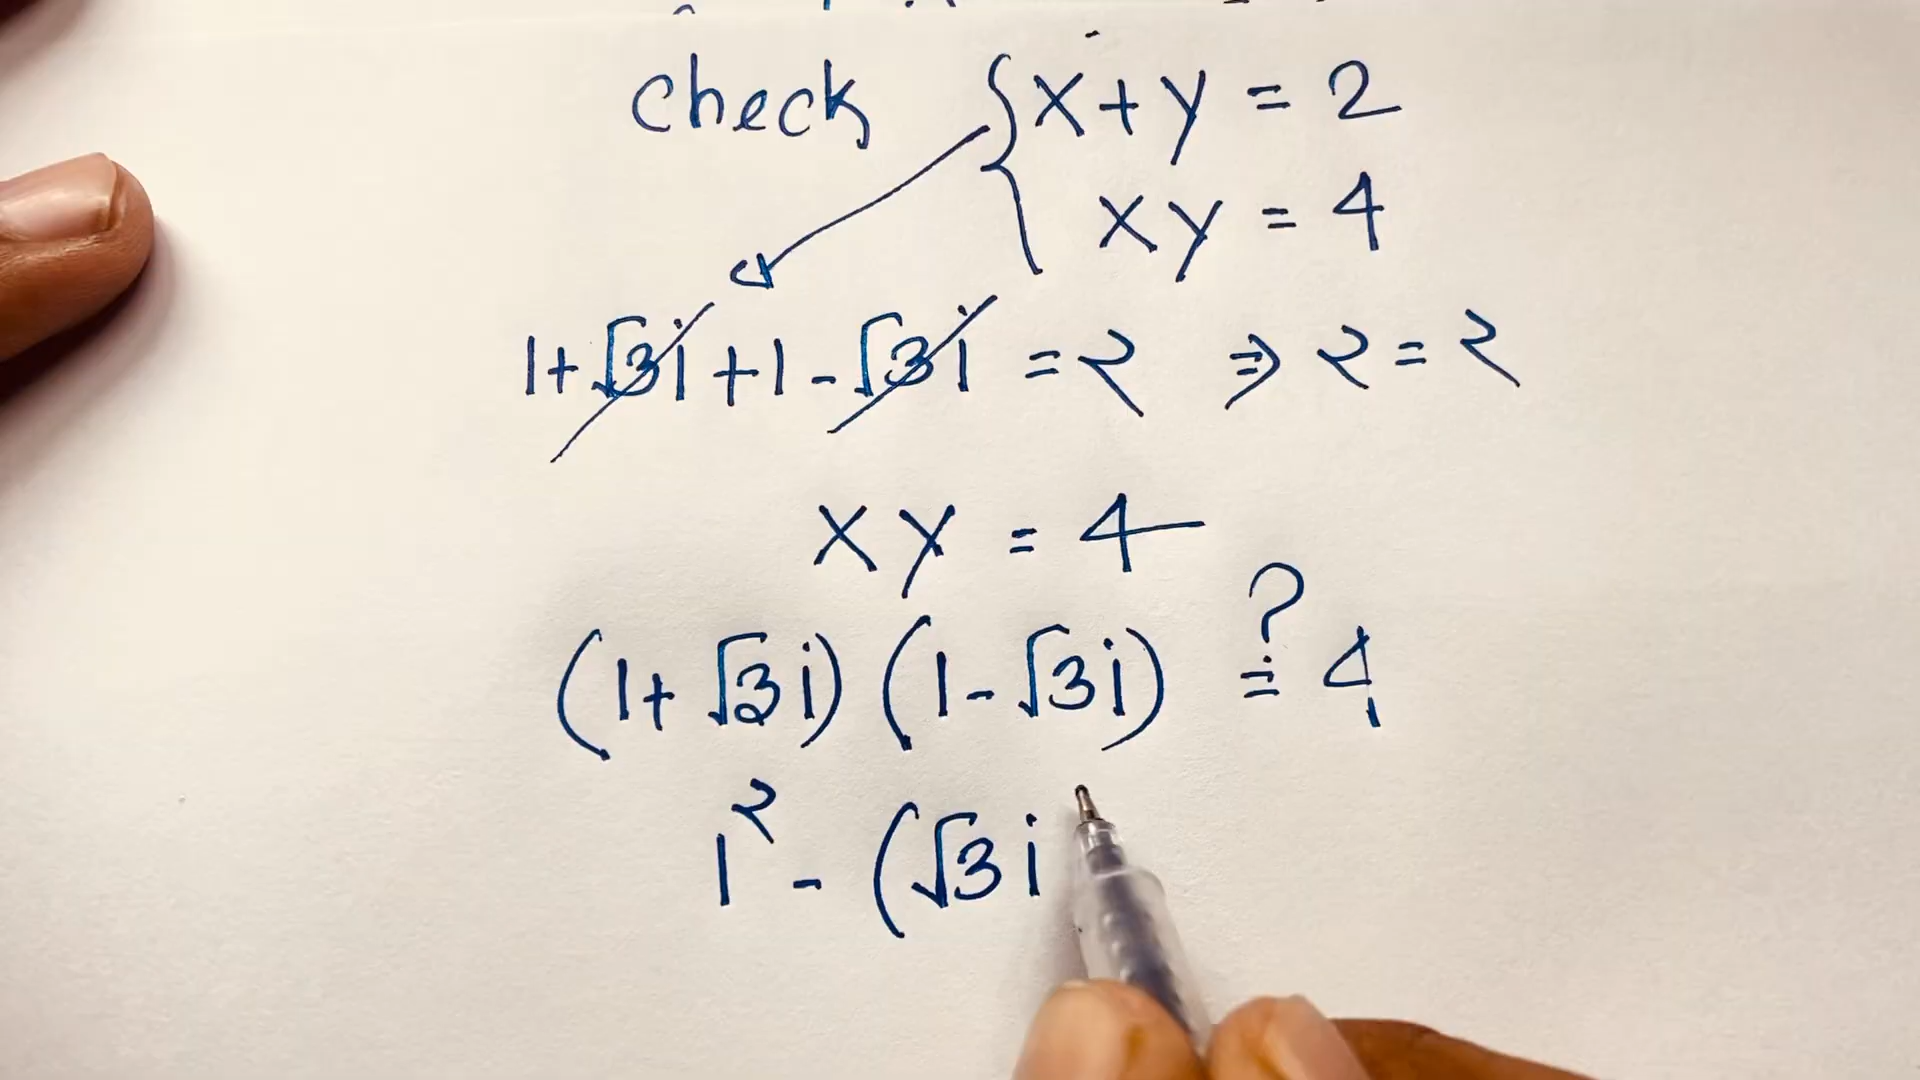 check { x + y = 2
xy = 4
1 + √3i + 1 - √3i = 2 ⇒ 2 = 2
xy = 4
(1 + √3i) (1 - √3i) ?= 4
1² - (√3i